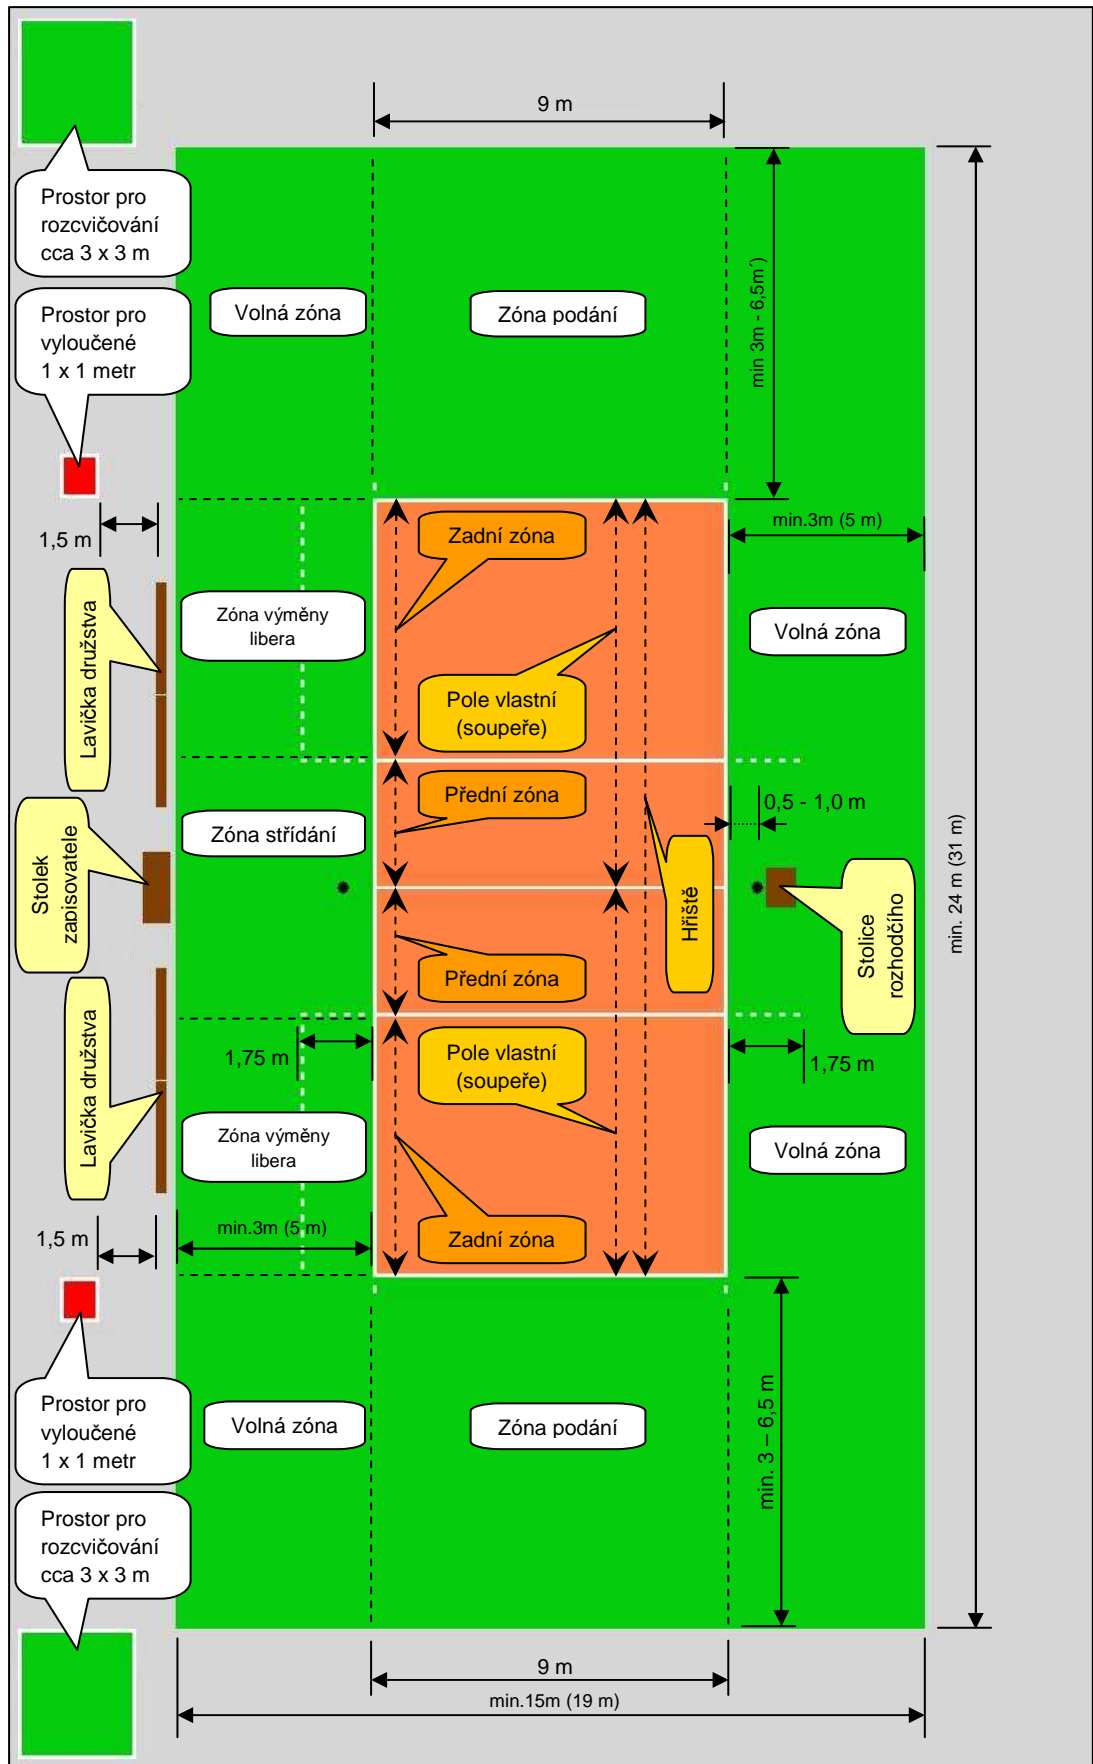 9 m
Prostor pro
rozcvičování
cca 3 x 3 m
Prostor pro
vyloučené
1 x 1 metr
Volná zóna
Zóna podání
min 3m - 6,5m´)
1,5 m
Zadní zóna
min.3m (5 m)
Lavička družstva
Zóna výměny
libera
Volná zóna
Pole vlastní
(soupeře)
Přední zóna
0,5 - 1,0 m
Zóna střídání
Stolek
zapisovatele
Hřiště
Stolice
rozhodčího
min. 24 m (31 m)
Přední zóna
1,75 m
Pole vlastní
(soupeře)
1,75 m
Lavička družstva
Zóna výměny
libera
Volná zóna
min.3m (5 m)
Zadní zóna
1,5 m
Prostor pro
vyloučené
1 x 1 metr
Volná zóna
Zóna podání
min. 3 – 6,5 m
Prostor pro
rozcvičování
cca 3 x 3 m
9 m
min.15m (19 m)